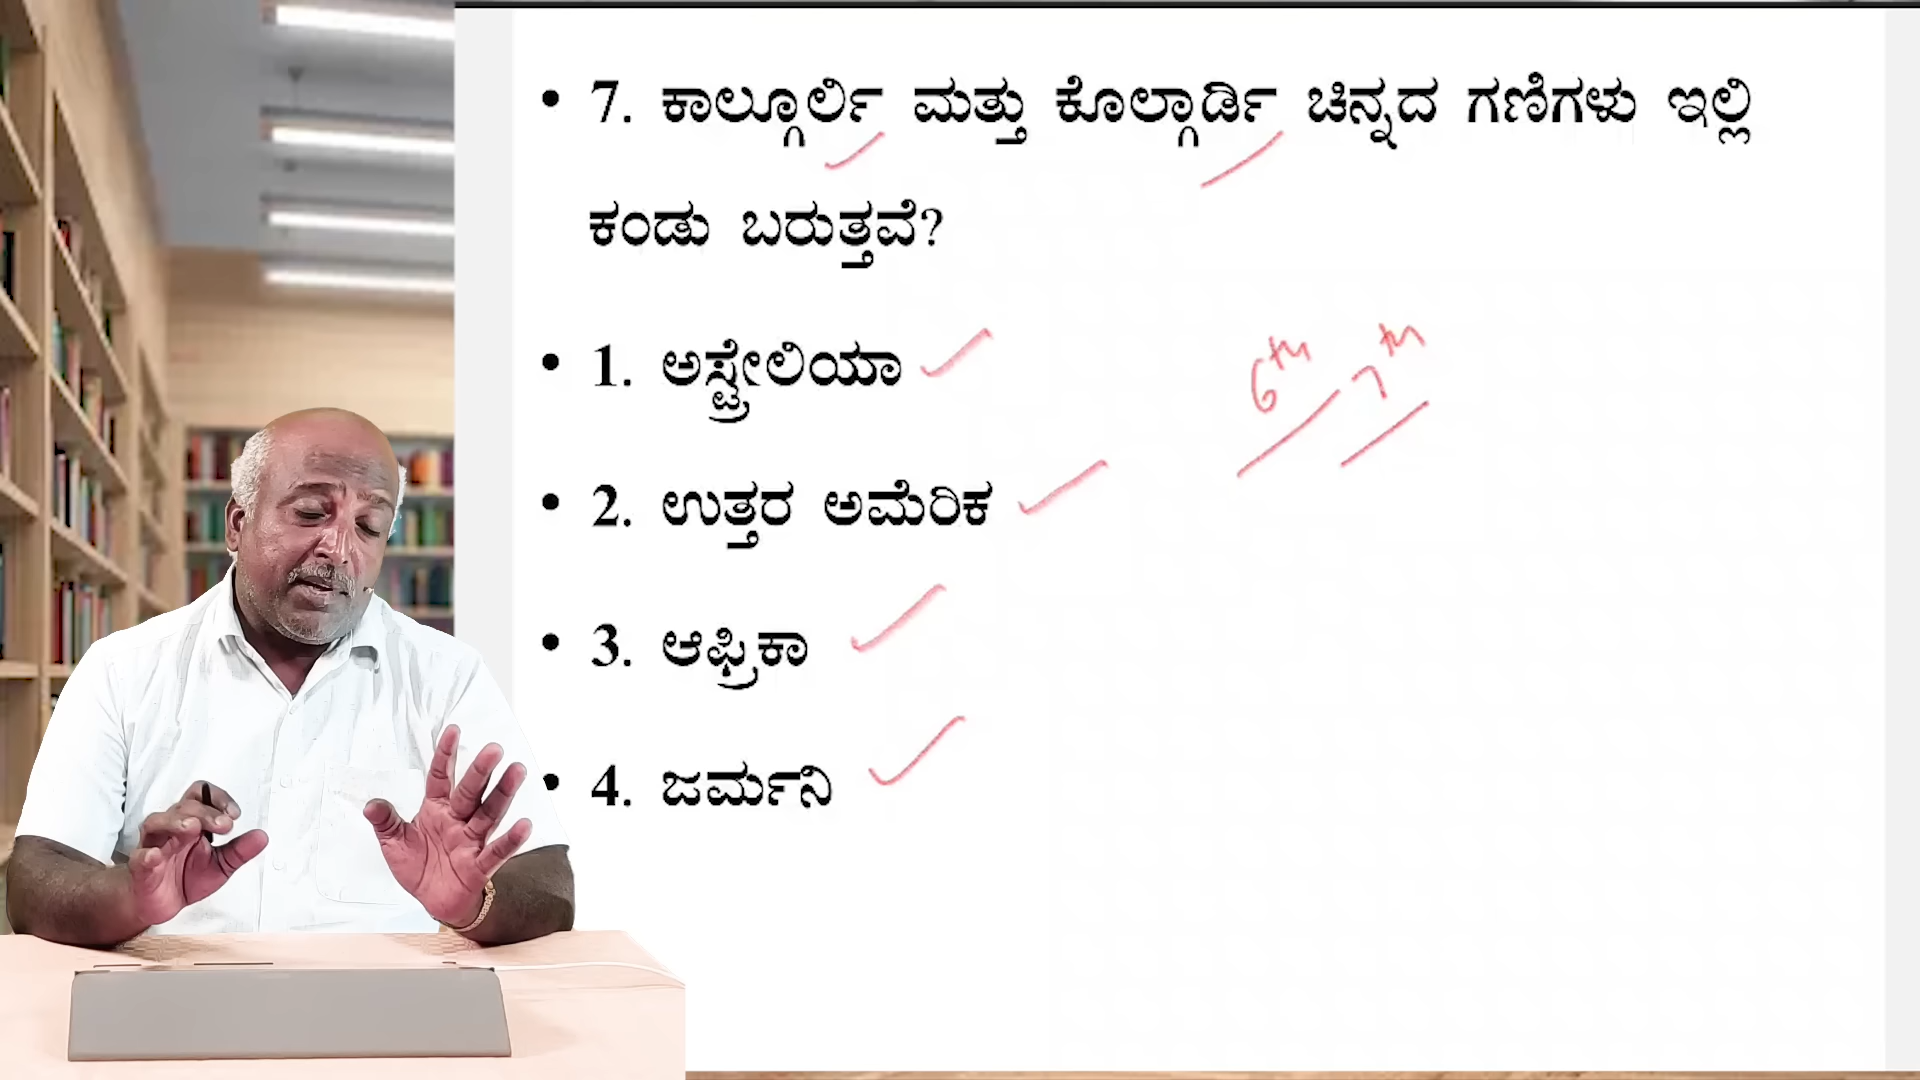 • 7. ಕಾಲ್ಗೂರ್ಲಿ ಮತ್ತು ಕೊಲ್ಗಾರ್ಡಿ ಚಿನ್ನದ ಗಣಿಗಳು ಇಲ್ಲಿ
ಕಂಡು ಬರುತ್ತವೆ?
• 1. ಅಸ್ಟ್ರೇಲಿಯಾ
6th 7th
• 2. ಉತ್ತರ ಅಮೆರಿಕ
• 3. ಆಫ್ರಿಕಾ
• 4. ಜರ್ಮನಿ